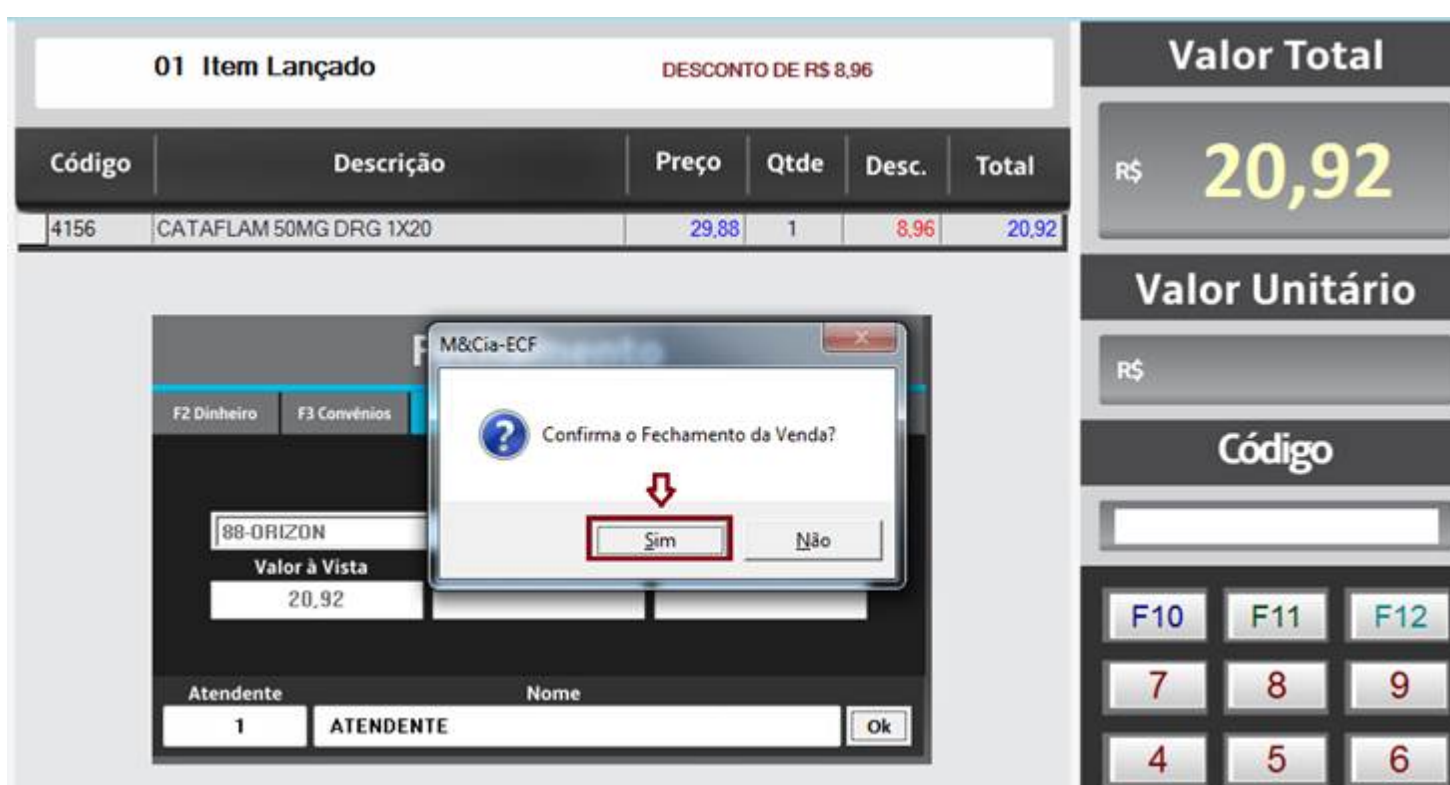 01 Item Lançado
DESCONTO DE R$ 8,96
Valor Total
R$ 20,92
Código Descrição Preço Qtde Desc. Total
4156 CATAFLAM 50MG DRG 1X20 29,88 1 8,96 20,92
Valor Unitário
R$
M&Cia-ECF
F2 Dinheiro F3 Convênios
Confirma o Fechamento da Venda?
Sim Não
Código
88-ORIZON
Valor à Vista
20,92
Atendente Nome
1 ATENDENTE Ok
F10 F11 F12
7 8 9
4 5 6